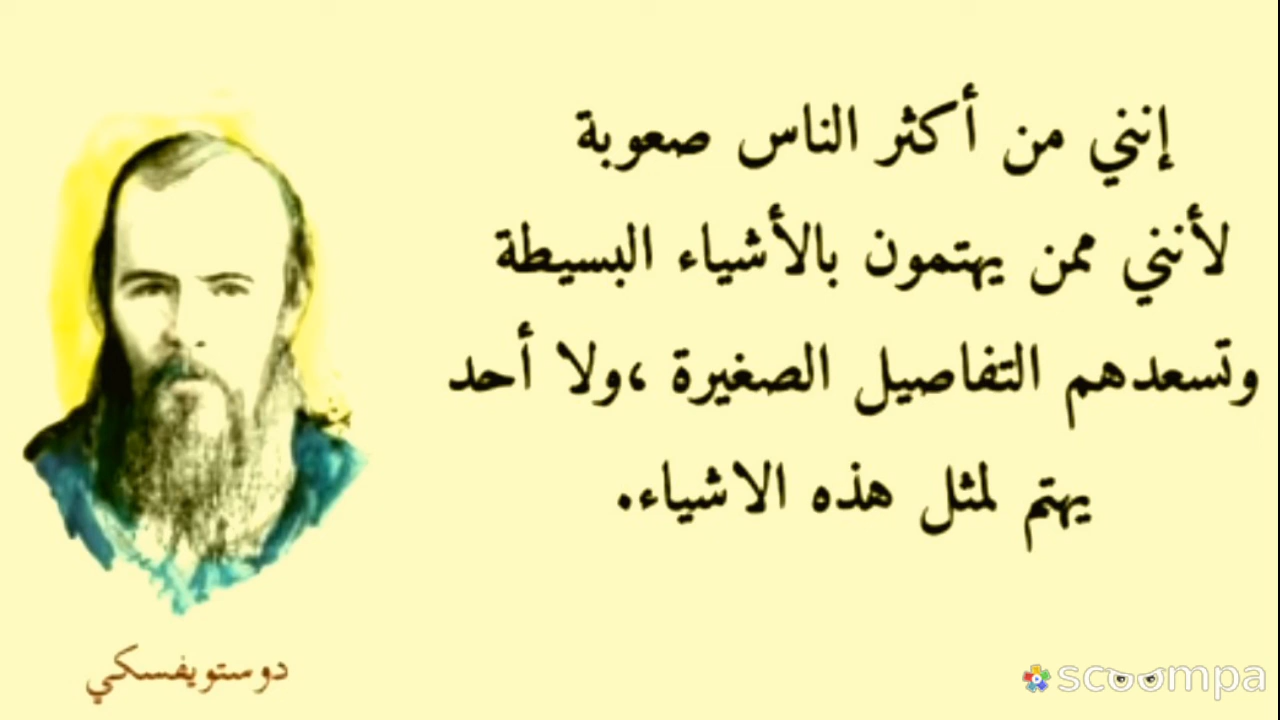 إنني من أكثر الناس صعوبة
لأنني ممن يهتمون بالأشياء البسيطة
وتسعدهم التفاصيل الصغيرة ،ولا أحد
يهتم لمثل هذه الاشياء.
دوستويفسكي
scoompa